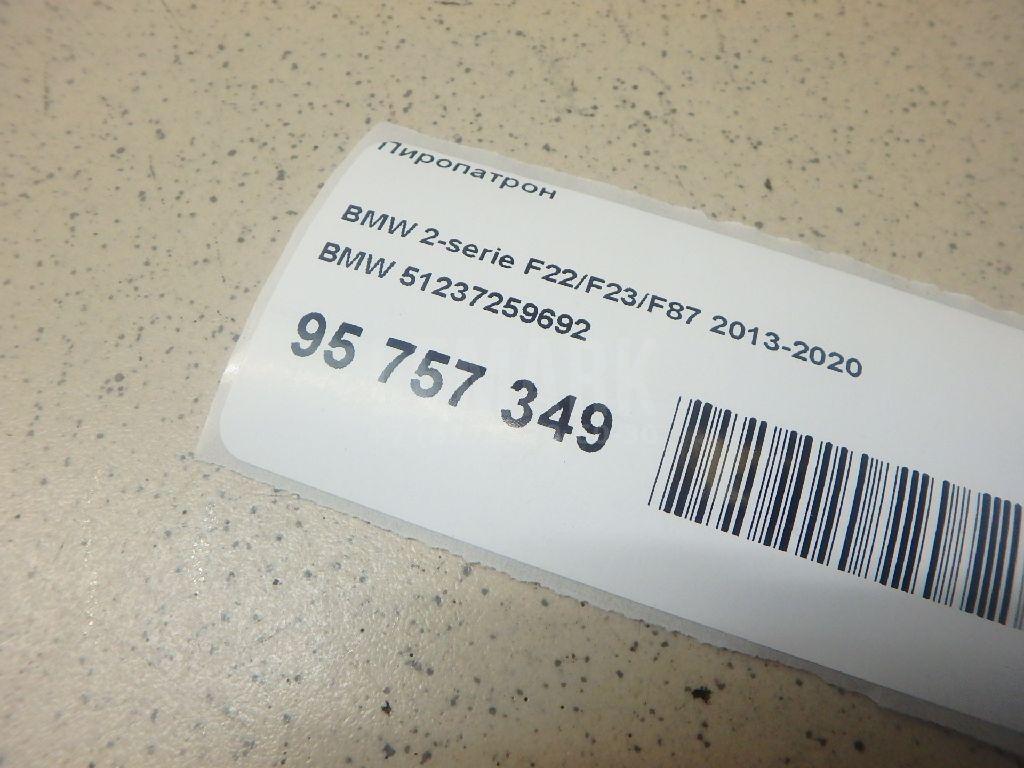 Пиропатрон
BMW 2-serie F22/F23/F87 2013-2020
BMW 51237259692
95 757 349